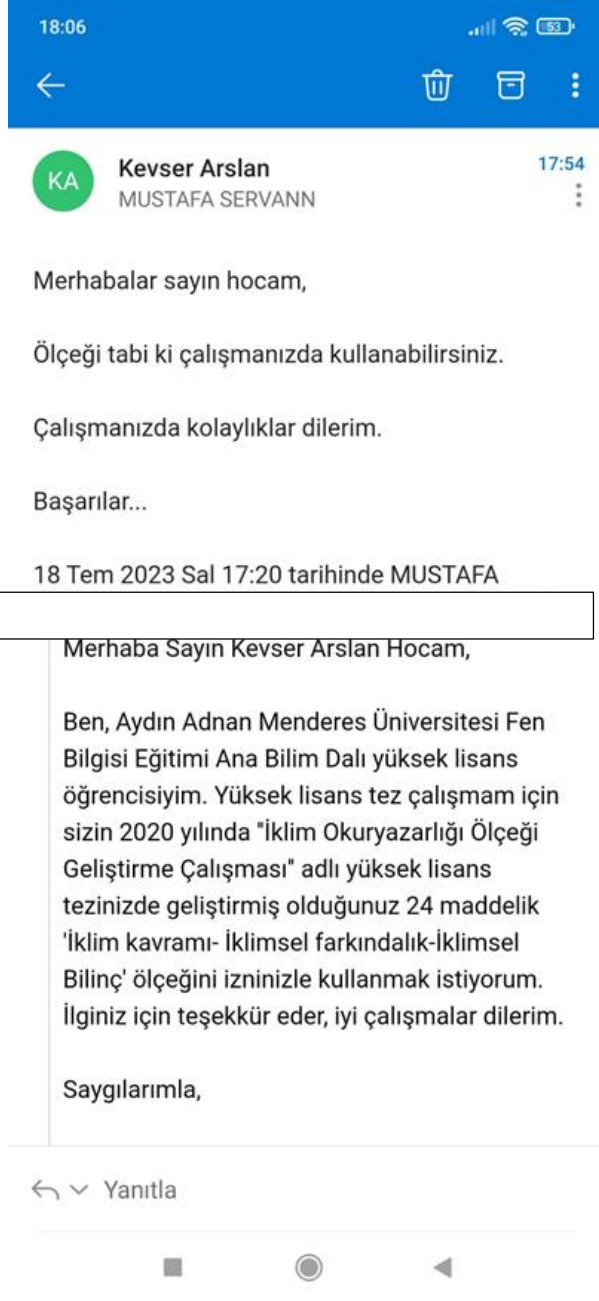 18:06
53
KA
Kevser Arslan
17:54
MUSTAFA SERVANN
Merhabalar sayın hocam,
Ölçeği tabi ki çalışmanızda kullanabilirsiniz.
Çalışmanızda kolaylıklar dilerim.
Başarılar...
18 Tem 2023 Sal 17:20 tarihinde MUSTAFA
Merhaba Sayın Kevser Arslan Hocam,
Ben, Aydın Adnan Menderes Üniversitesi Fen
Bilgisi Eğitimi Ana Bilim Dalı yüksek lisans
öğrencisiyim. Yüksek lisans tez çalışmam için
sizin 2020 yılında "İklim Okuryazarlığı Ölçeği
Geliştirme Çalışması" adlı yüksek lisans
tezinizde geliştirmiş olduğunuz 24 maddelik
'İklim kavramı- İklimsel farkındalık-İklimsel
Bilinç' ölçeğini izninizle kullanmak istiyorum.
İlginiz için teşekkür eder, iyi çalışmalar dilerim.
Saygılarımla,
Yanıtla